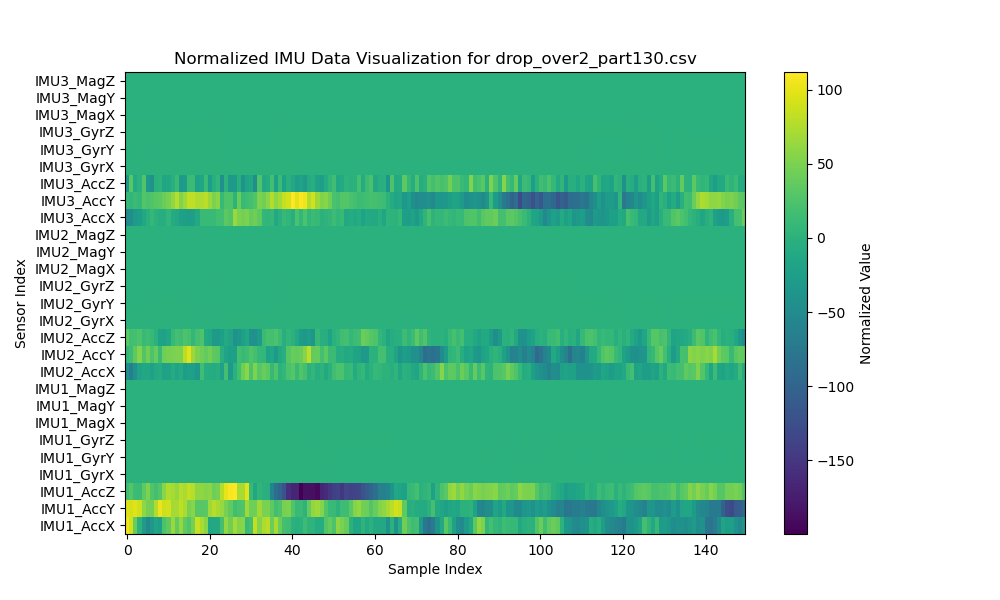 Normalized IMU Data Visualization for drop_over2_part130.csv
Sensor Index
IMU3_MagZ
IMU3_MagY
IMU3_MagX
IMU3_GyrZ
IMU3_GyrY
IMU3_GyrX
IMU3_AccZ
IMU3_AccY
IMU3_AccX
IMU2_MagZ
IMU2_MagY
IMU2_MagX
IMU2_GyrZ
IMU2_GyrY
IMU2_GyrX
IMU2_AccZ
IMU2_AccY
IMU2_AccX
IMU1_MagZ
IMU1_MagY
IMU1_MagX
IMU1_GyrZ
IMU1_GyrY
IMU1_GyrX
IMU1_AccZ
IMU1_AccY
IMU1_AccX
0 20 40 60 80 100 120 140
Sample Index
100
50
0
−50
−100
−150
Normalized Value